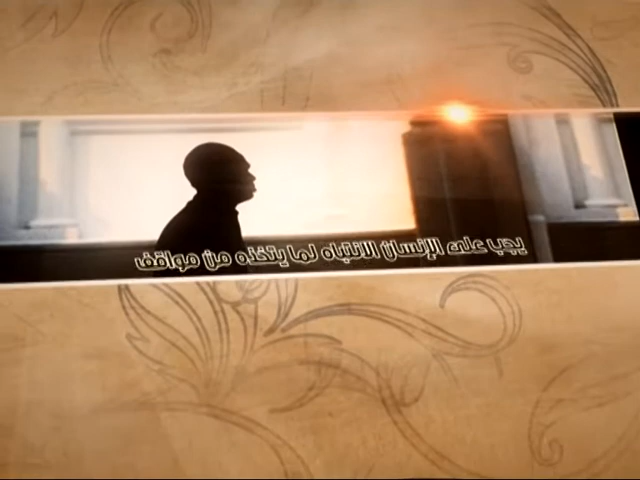 يجب على الإنسان الانتباه لما يتخذه من مواقف